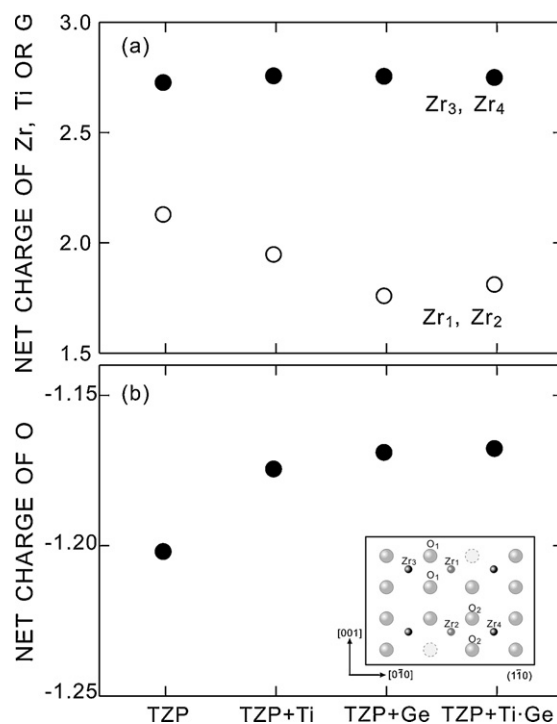 NET CHARGE OF Zr, Ti OR G
3.0
2.5
2.0
1.5
(a)
Zr3, Zr4
Zr1, Zr2
NET CHARGE OF O
-1.15
-1.20
-1.25
(b)
O1
Zr3 Zr1
O1
O2
Zr2 Zr4
O2
[001]
[01̄0]
(11̄0)
TZP TZP+Ti TZP+Ge TZP+Ti·Ge